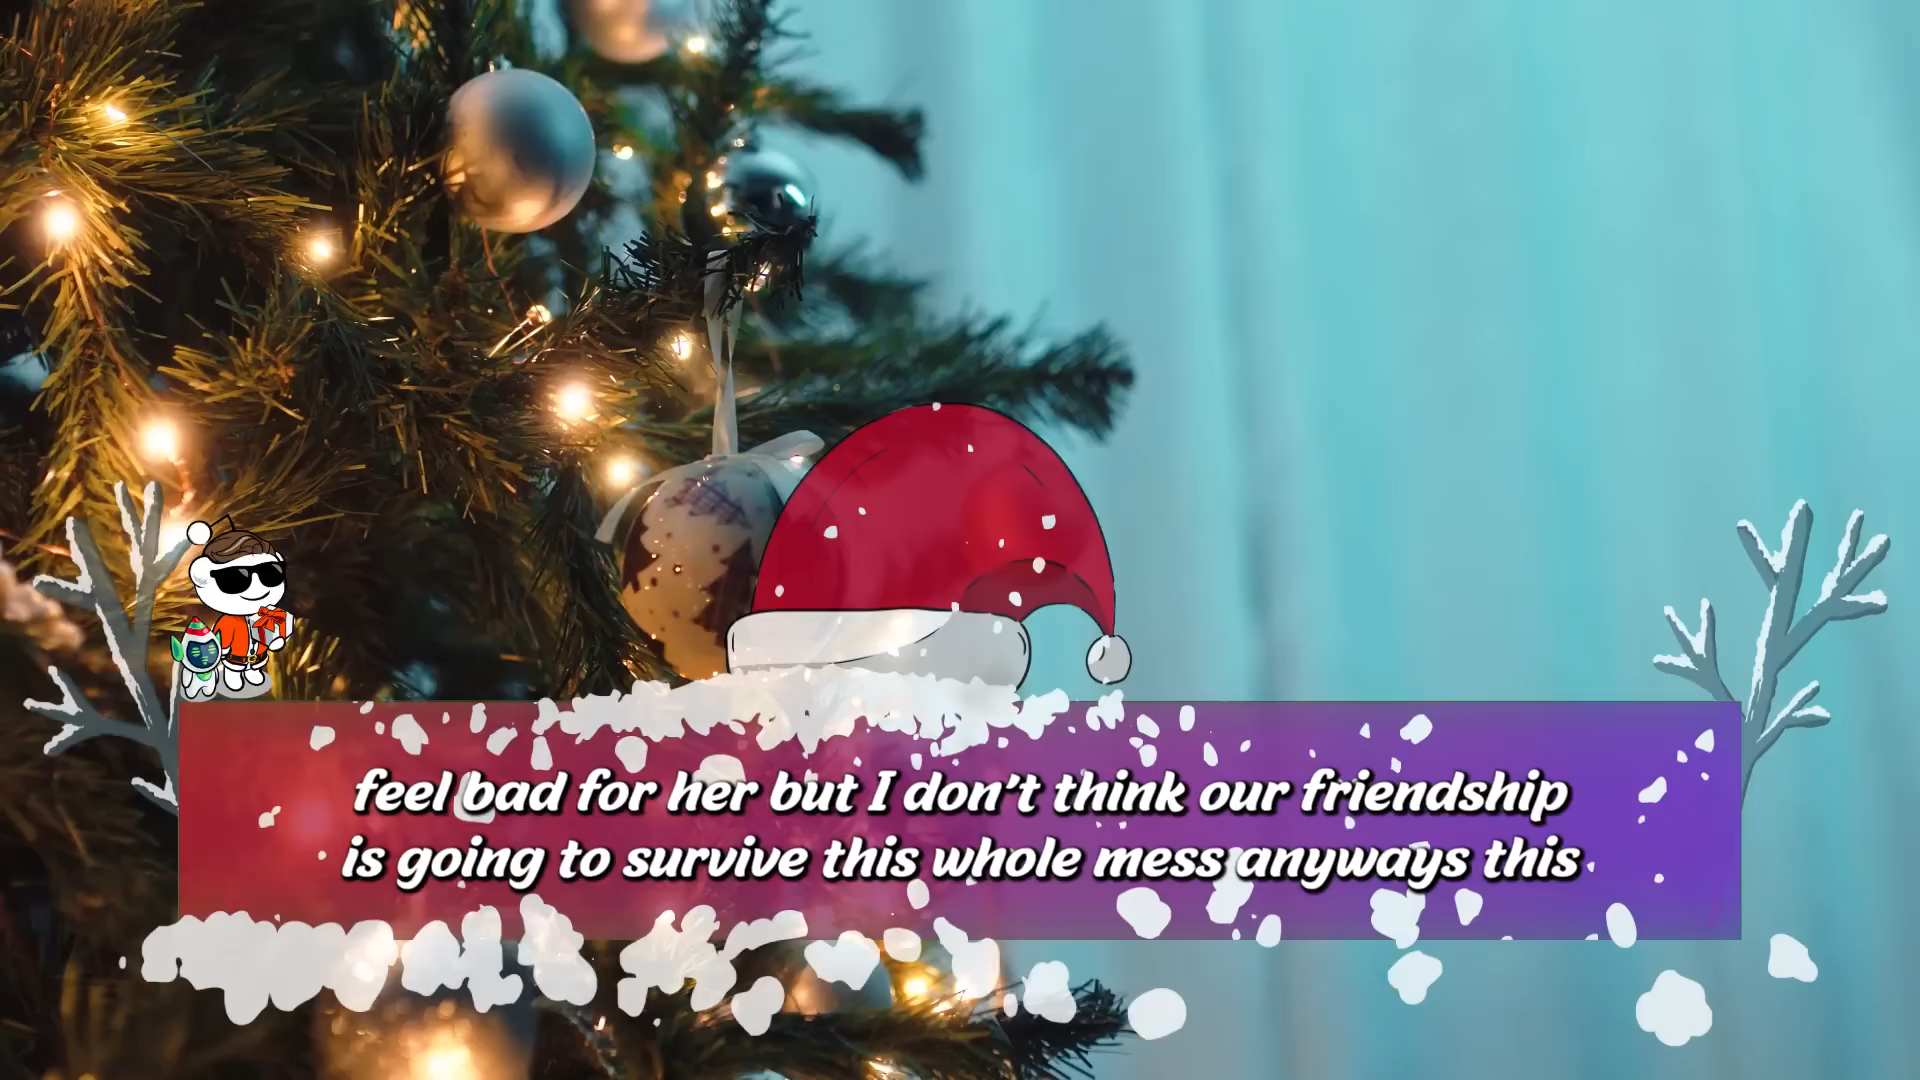 feel bad for her but I don't think our friendship
is going to survive this whole mess anyways this